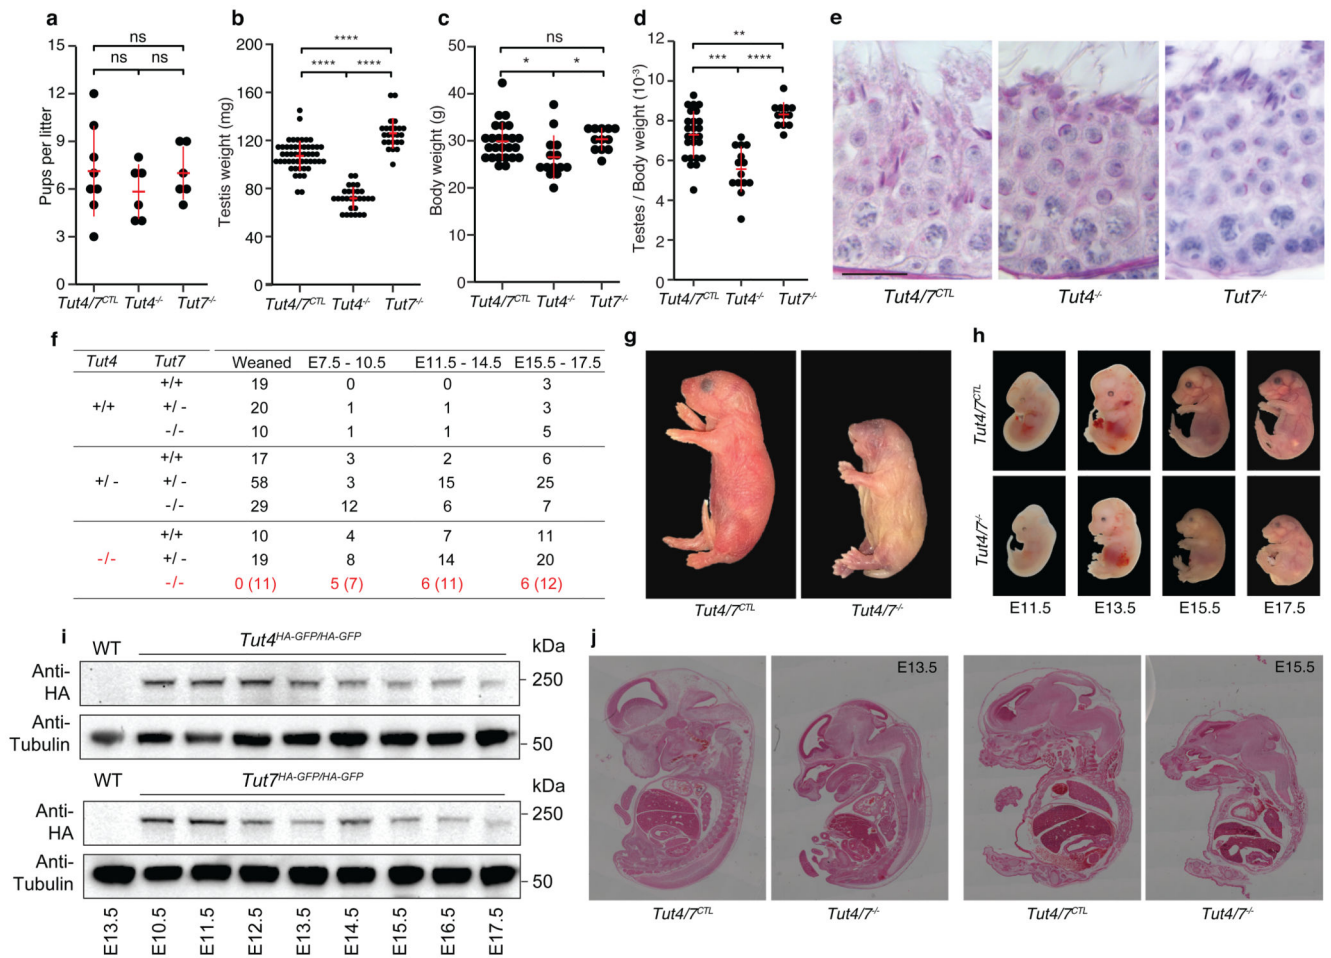 a
ns
ns ns
15
12
9
6
3
0
Pups per litter
Tut4/7CTL Tut4-/- Tut7-/-
b
****
**** ****
200
160
120
80
40
0
Testis weight (mg)
Tut4/7CTL Tut4-/- Tut7-/-
c
ns
* *
50
40
30
20
10
0
Body weight (g)
Tut4/7CTL Tut4-/- Tut7-/-
d
**
*** ****
12
10
8
6
4
2
0
Testes / Body weight (10-3)
Tut4/7CTL Tut4-/- Tut7-/-
e
Tut4/7CTL Tut4-/- Tut7-/-
f
Tut4 Tut7 Weaned E7.5 - 10.5 E11.5 - 14.5 E15.5 - 17.5
+/+ 19 0 0 3
+/+ +/ - 20 1 1 3
-/- 10 1 1 5
+/+ 17 3 2 6
+/ - +/ - 58 3 15 25
-/- 29 12 6 7
+/+ 10 4 7 11
-/- +/ - 19 8 14 20
-/- 0 (11) 5 (7) 6 (11) 6 (12)
g
Tut4/7CTL Tut4/7-/-
h
Tut4/7CTL
Tut4/7-/-
E11.5 E13.5 E15.5 E17.5
i
WT Tut4HA-GFP/HA-GFP kDa
Anti-
HA
250
Anti-
Tubulin
50
WT Tut7HA-GFP/HA-GFP kDa
Anti-
HA
250
Anti-
Tubulin
50
E13.5 E10.5 E11.5 E12.5 E13.5 E14.5 E15.5 E16.5 E17.5
j
E13.5
Tut4/7CTL Tut4/7-/-
E15.5
Tut4/7CTL Tut4/7-/-